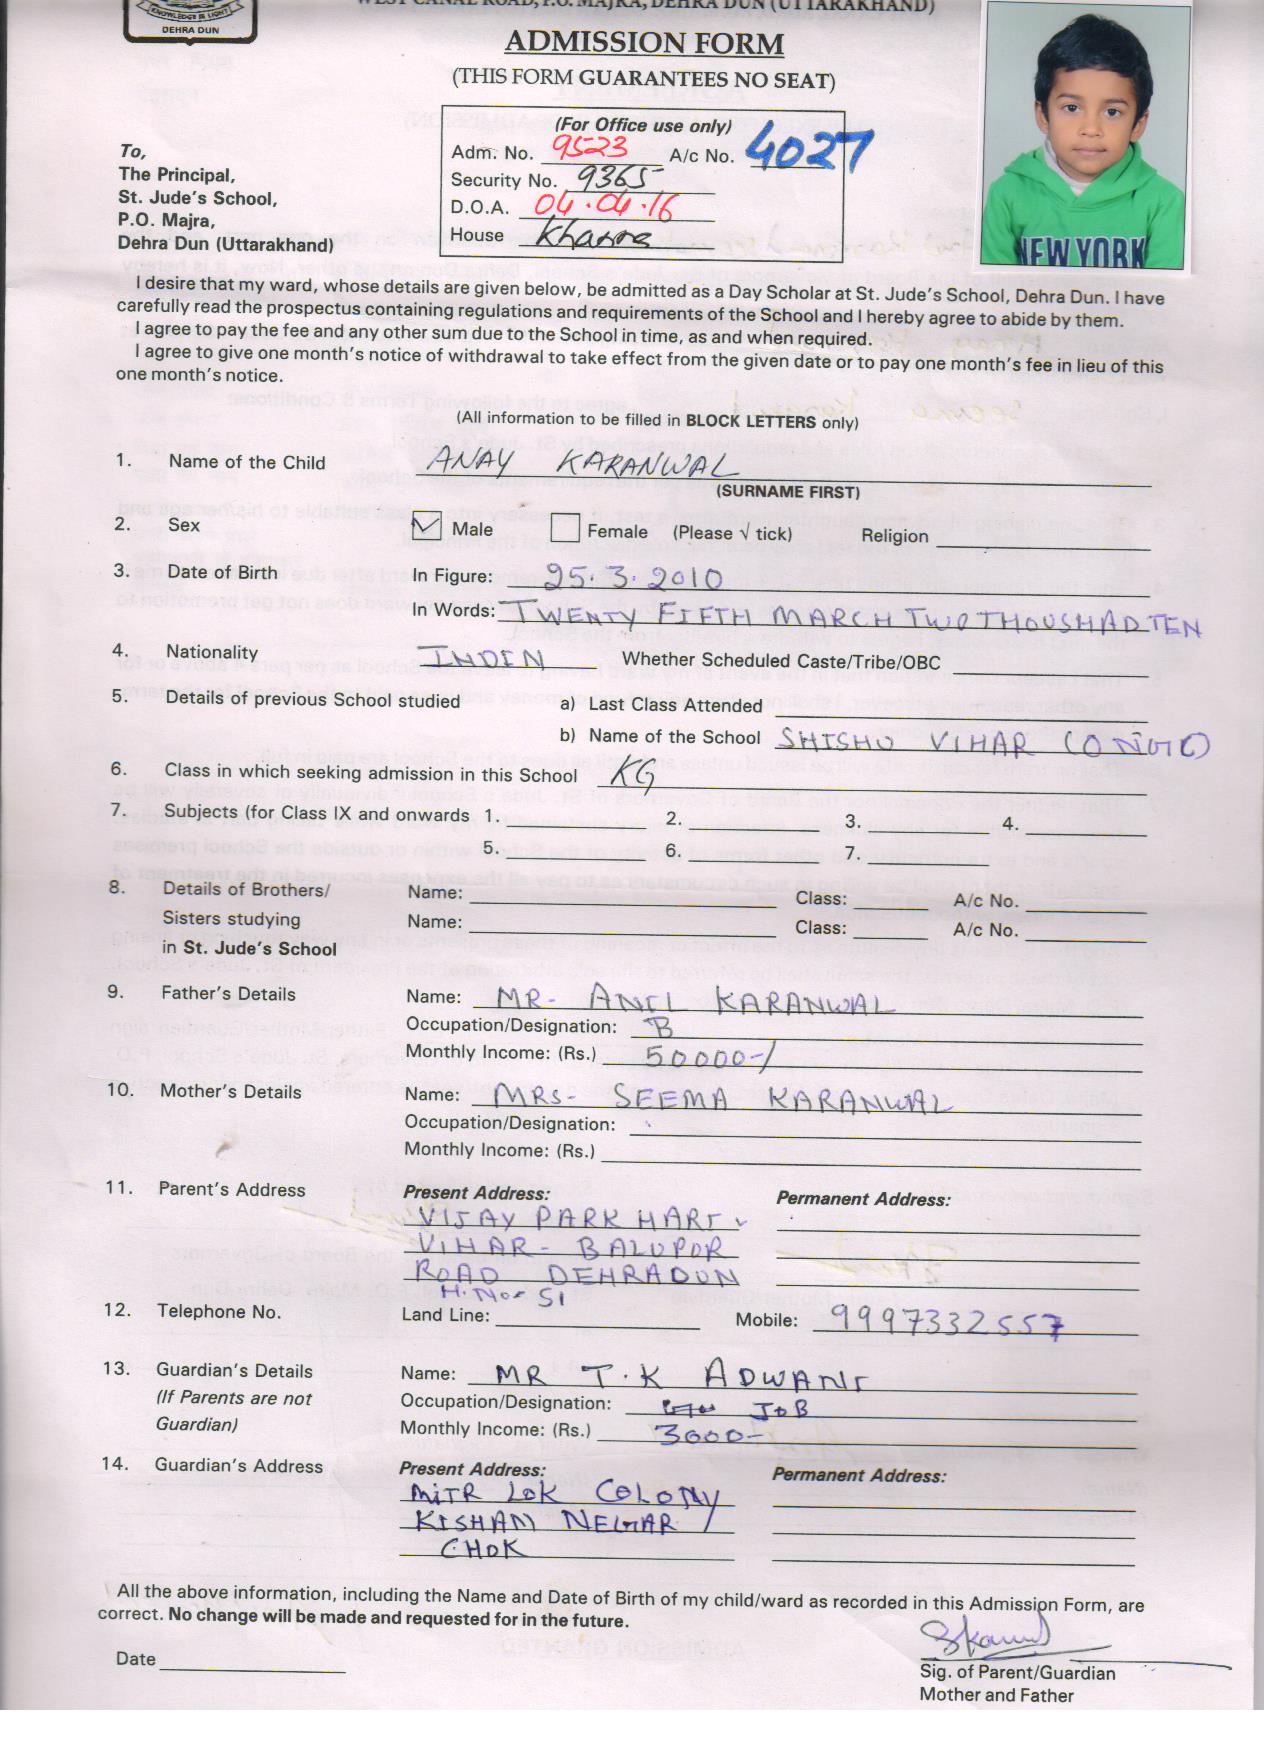 KNOWLEDGE IS LIGHT
DEHRA DUN
WEST CANAL ROAD, P.O. MAJRA, DEHRA DUN (UTTARAKHAND)
ADMISSION FORM
(THIS FORM GUARANTEES NO SEAT)
(For Office use only)
Adm. No. 9523 A/c No. 4027
Security No. 9365
D.O.A. 04.04.16
House
To,
The Principal,
St. Jude's School,
P.O. Majra,
Dehra Dun (Uttarakhand)
NEW YORK
I desire that my ward, whose details are given below, be admitted as a Day Scholar at St. Jude's School, Dehra Dun. I have
carefully read the prospectus containing regulations and requirements of the School and I hereby agree to abide by them.
I agree to pay the fee and any other sum due to the School in time, as and when required.
I agree to give one month's notice of withdrawal to take effect from the given date or to pay one month's fee in lieu of this
one month's notice.
(All information to be filled in BLOCK LETTERS only)
1. Name of the Child ANAY KARANWAL
(SURNAME FIRST)
2. Sex Male Female (Please √ tick) Religion
3. Date of Birth In Figure: 25.3.2010
In Words: TWENTY FIFTH MARCH TWO THOUSHAD TEN
4. Nationality INDIN Whether Scheduled Caste/Tribe/OBC
5. Details of previous School studied a) Last Class Attended
b) Name of the School SHISHU VIHAR (ONGC)
6. Class in which seeking admission in this School KG
7. Subjects (for Class IX and onwards 1. 2. 3. 4.
5. 6. 7.
8. Details of Brothers/ Name: Class: A/c No.
Sisters studying Name: Class: A/c No.
in St. Jude's School
9. Father's Details Name: MR- ANIL KARANWAL
Occupation/Designation: B
Monthly Income: (Rs.) 50000-/
10. Mother's Details Name: MRS- SEEMA KARANWAL
Occupation/Designation:
Monthly Income: (Rs.)
11. Parent's Address Present Address: Permanent Address:
VIJAY PARK HARI
VIHAR - BALUPOR
ROAD DEHRADUN
H.No- 51
12. Telephone No. Land Line: Mobile: 9997332557
13. Guardian's Details Name: MR T.K ADWANI
(If Parents are not Occupation/Designation: JOB
Guardian) Monthly Income: (Rs.) 3000-
14. Guardian's Address Present Address: Permanent Address:
MITR LOK COLONY
KISHAN NEGAR
CHOK
All the above information, including the Name and Date of Birth of my child/ward as recorded in this Admission Form, are
correct. No change will be made and requested for in the future.
Date
Sig. of Parent/Guardian
Mother and Father